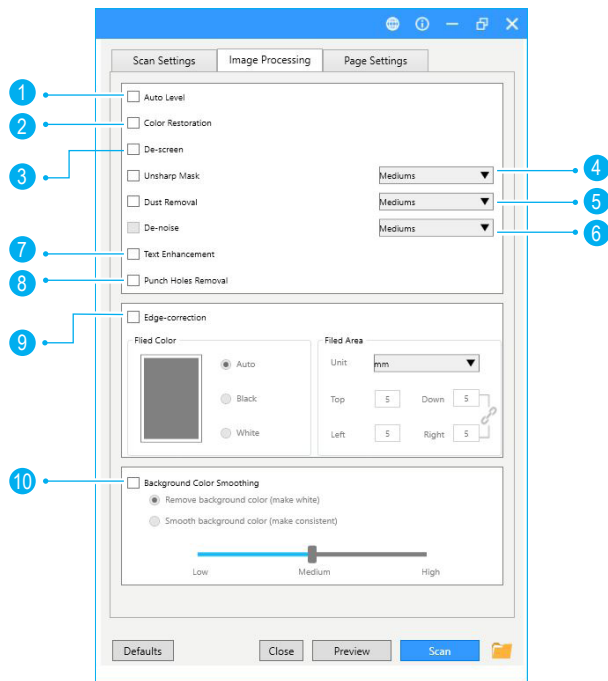 Scan Settings Image Processing Page Settings
1 Auto Level
2 Color Restoration
3 De-screen
Unsharp Mask Mediums 4
Dust Removal Mediums 5
De-noise Mediums 6
7 Text Enhancement
8 Punch Holes Removal
9 Edge-correction
Flied Color Filed Area
Auto Unit mm
Black Top 5 Down 5
White Left 5 Right 5
10 Background Color Smoothing
Remove background color (make white)
Smooth background color (make consistent)
Low Medium High
Defaults Close Preview Scan